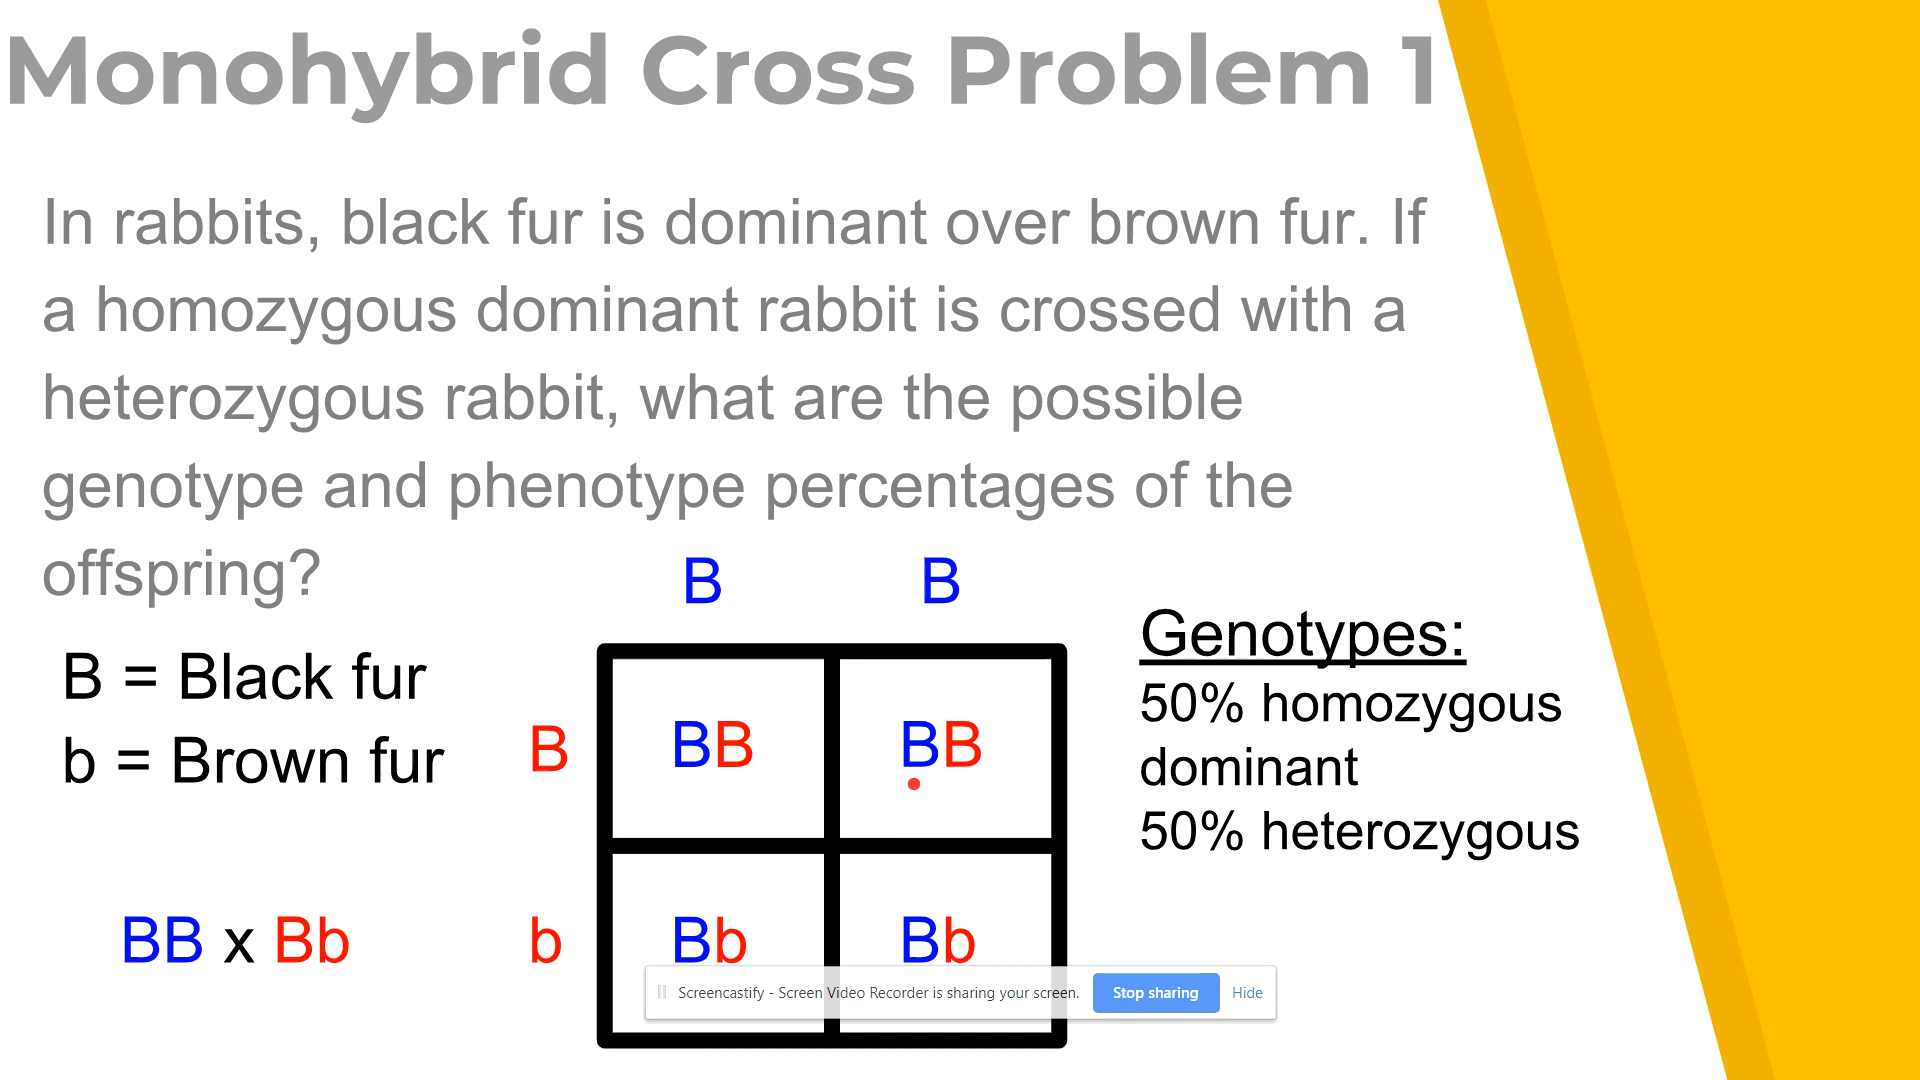 Monohybrid Cross Problem 1
In rabbits, black fur is dominant over brown fur. If
a homozygous dominant rabbit is crossed with a
heterozygous rabbit, what are the possible
genotype and phenotype percentages of the
offspring?
B B
B = Black fur
b = Brown fur
BB x Bb
B BB BB
b Bb Bb
Genotypes:
50% homozygous
dominant
50% heterozygous
Screencastify - Screen Video Recorder is sharing your screen. Stop sharing Hide